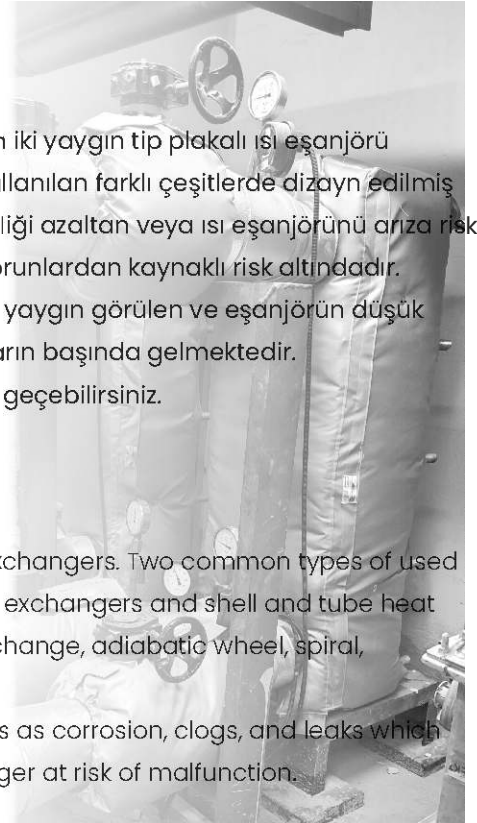 iki yaygın tip plakalı ısı eşanjörü
llanılan farklı çeşitlerde dizayn edilmiş
liği azaltan veya ısı eşanjörünü arıza risk
orunlardan kaynaklı risk altındadır.
yaygın görülen ve eşanjörün düşük
arın başında gelmektedir.
geçebilirsiniz.
xchangers. Two common types of used
exchangers and shell and tube heat
change, adiabatic wheel, spiral,
s as corrosion, clogs, and leaks which
ger at risk of malfunction.